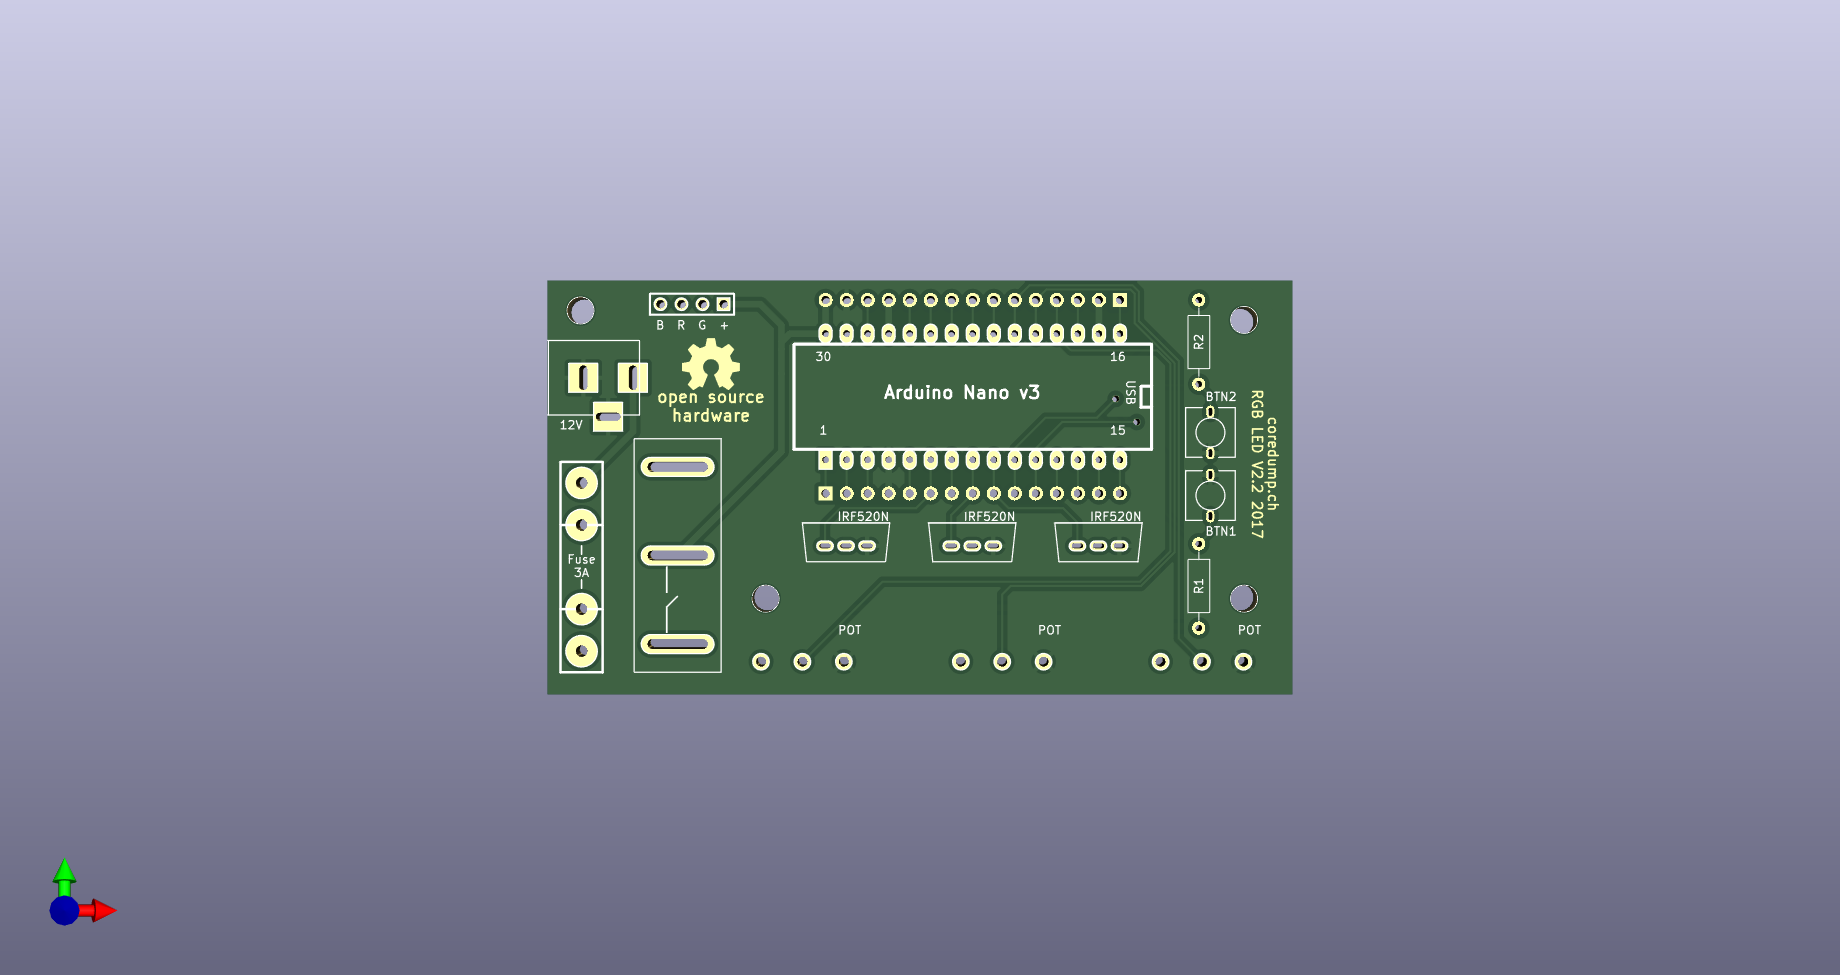 B R G +
open source
hardware
12V
Fuse
3A
30
16
Arduino Nano v3
USB
1
15
IRF520N
IRF520N
IRF520N
POT
POT
POT
R2
BTN2
BTN1
R1
coredump.ch
RGB LED V2.2 2017